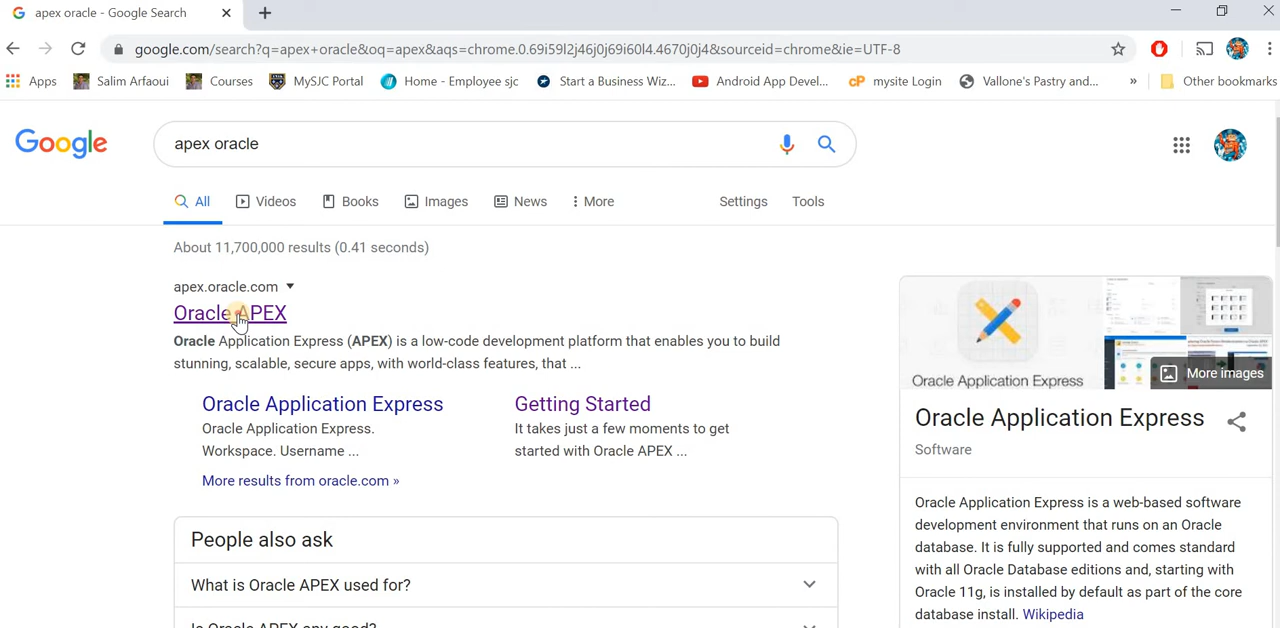 apex oracle - Google Search
google.com/search?q=apex+oracle&oq=apex&aqs=chrome.0.69i59l2j46j0j69i60l4.4670j0j4&sourceid=chrome&ie=UTF-8
Apps Salim Arfaoui Courses MySJC Portal Home - Employee sjc Start a Business Wiz... Android App Devel... cP mysite Login Vallone's Pastry and... » Other bookmarks
Google
apex oracle
All Videos Books Images News More Settings Tools
About 11,700,000 results (0.41 seconds)
apex.oracle.com
Oracle APEX
Oracle Application Express (APEX) is a low-code development platform that enables you to build
stunning, scalable, secure apps, with world-class features, that ...
Oracle Application Express
Oracle Application Express.
Workspace. Username ...
Getting Started
It takes just a few moments to get
started with Oracle APEX ...
More results from oracle.com »
People also ask
What is Oracle APEX used for?
Is Oracle APEX any good?
Oracle Application Express
More images
Oracle Application Express
Software
Oracle Application Express is a web-based software
development environment that runs on an Oracle
database. It is fully supported and comes standard
with all Oracle Database editions and, starting with
Oracle 11g, is installed by default as part of the core
database install. Wikipedia